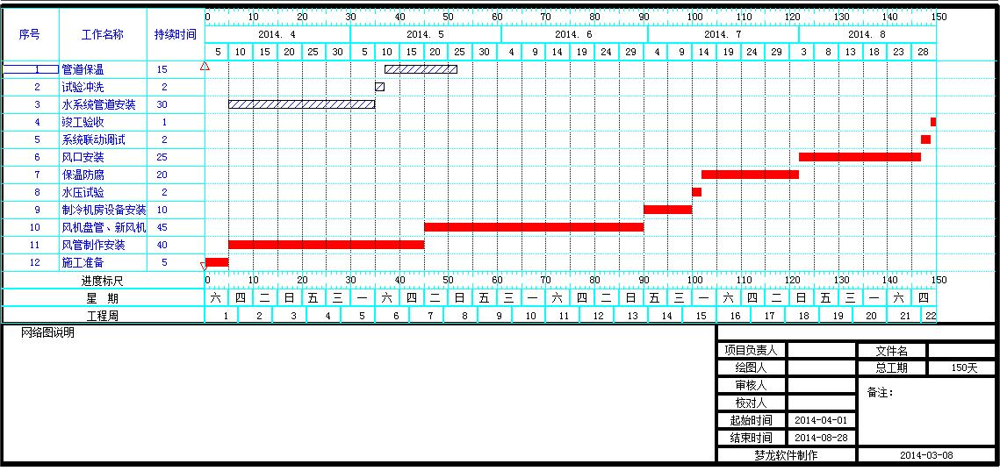 0 10 20 30 40 50 60 70 80 90 100 110 120 130 140 150
序号 工作名称 持续时间 2014. 4 2014. 5 2014. 6 2014. 7 2014. 8
5 10 15 20 25 30 5 10 15 20 25 30 4 9 14 19 24 29 4 9 14 19 24 29 3 8 13 18 23 28
1 管道保温 15
2 试验冲洗 2
3 水系统管道安装 30
4 竣工验收 1
5 系统联动调试 2
6 风口安装 25
7 保温防腐 20
8 水压试验 2
9 制冷机房设备安装 10
10 风机盘管、新风机 45
11 风管制作安装 40
12 施工准备 5
进度标尺 0 10 20 30 40 50 60 70 80 90 100 110 120 130 140 150
星 期 六 四 二 日 五 三 一 六 四 二 日 五 三 一 六 四 二 日 五 三 一 六 四 二 日 五 三 一 六 四
工程周 1 2 3 4 5 6 7 8 9 10 11 12 13 14 15 16 17 18 19 20 21 22
网络图说明
项目负责人 文件名
绘图人 总工期 150天
审核人 备注:
校对人
起始时间 2014-04-01
结束时间 2014-08-28
梦龙软件制作 2014-03-08